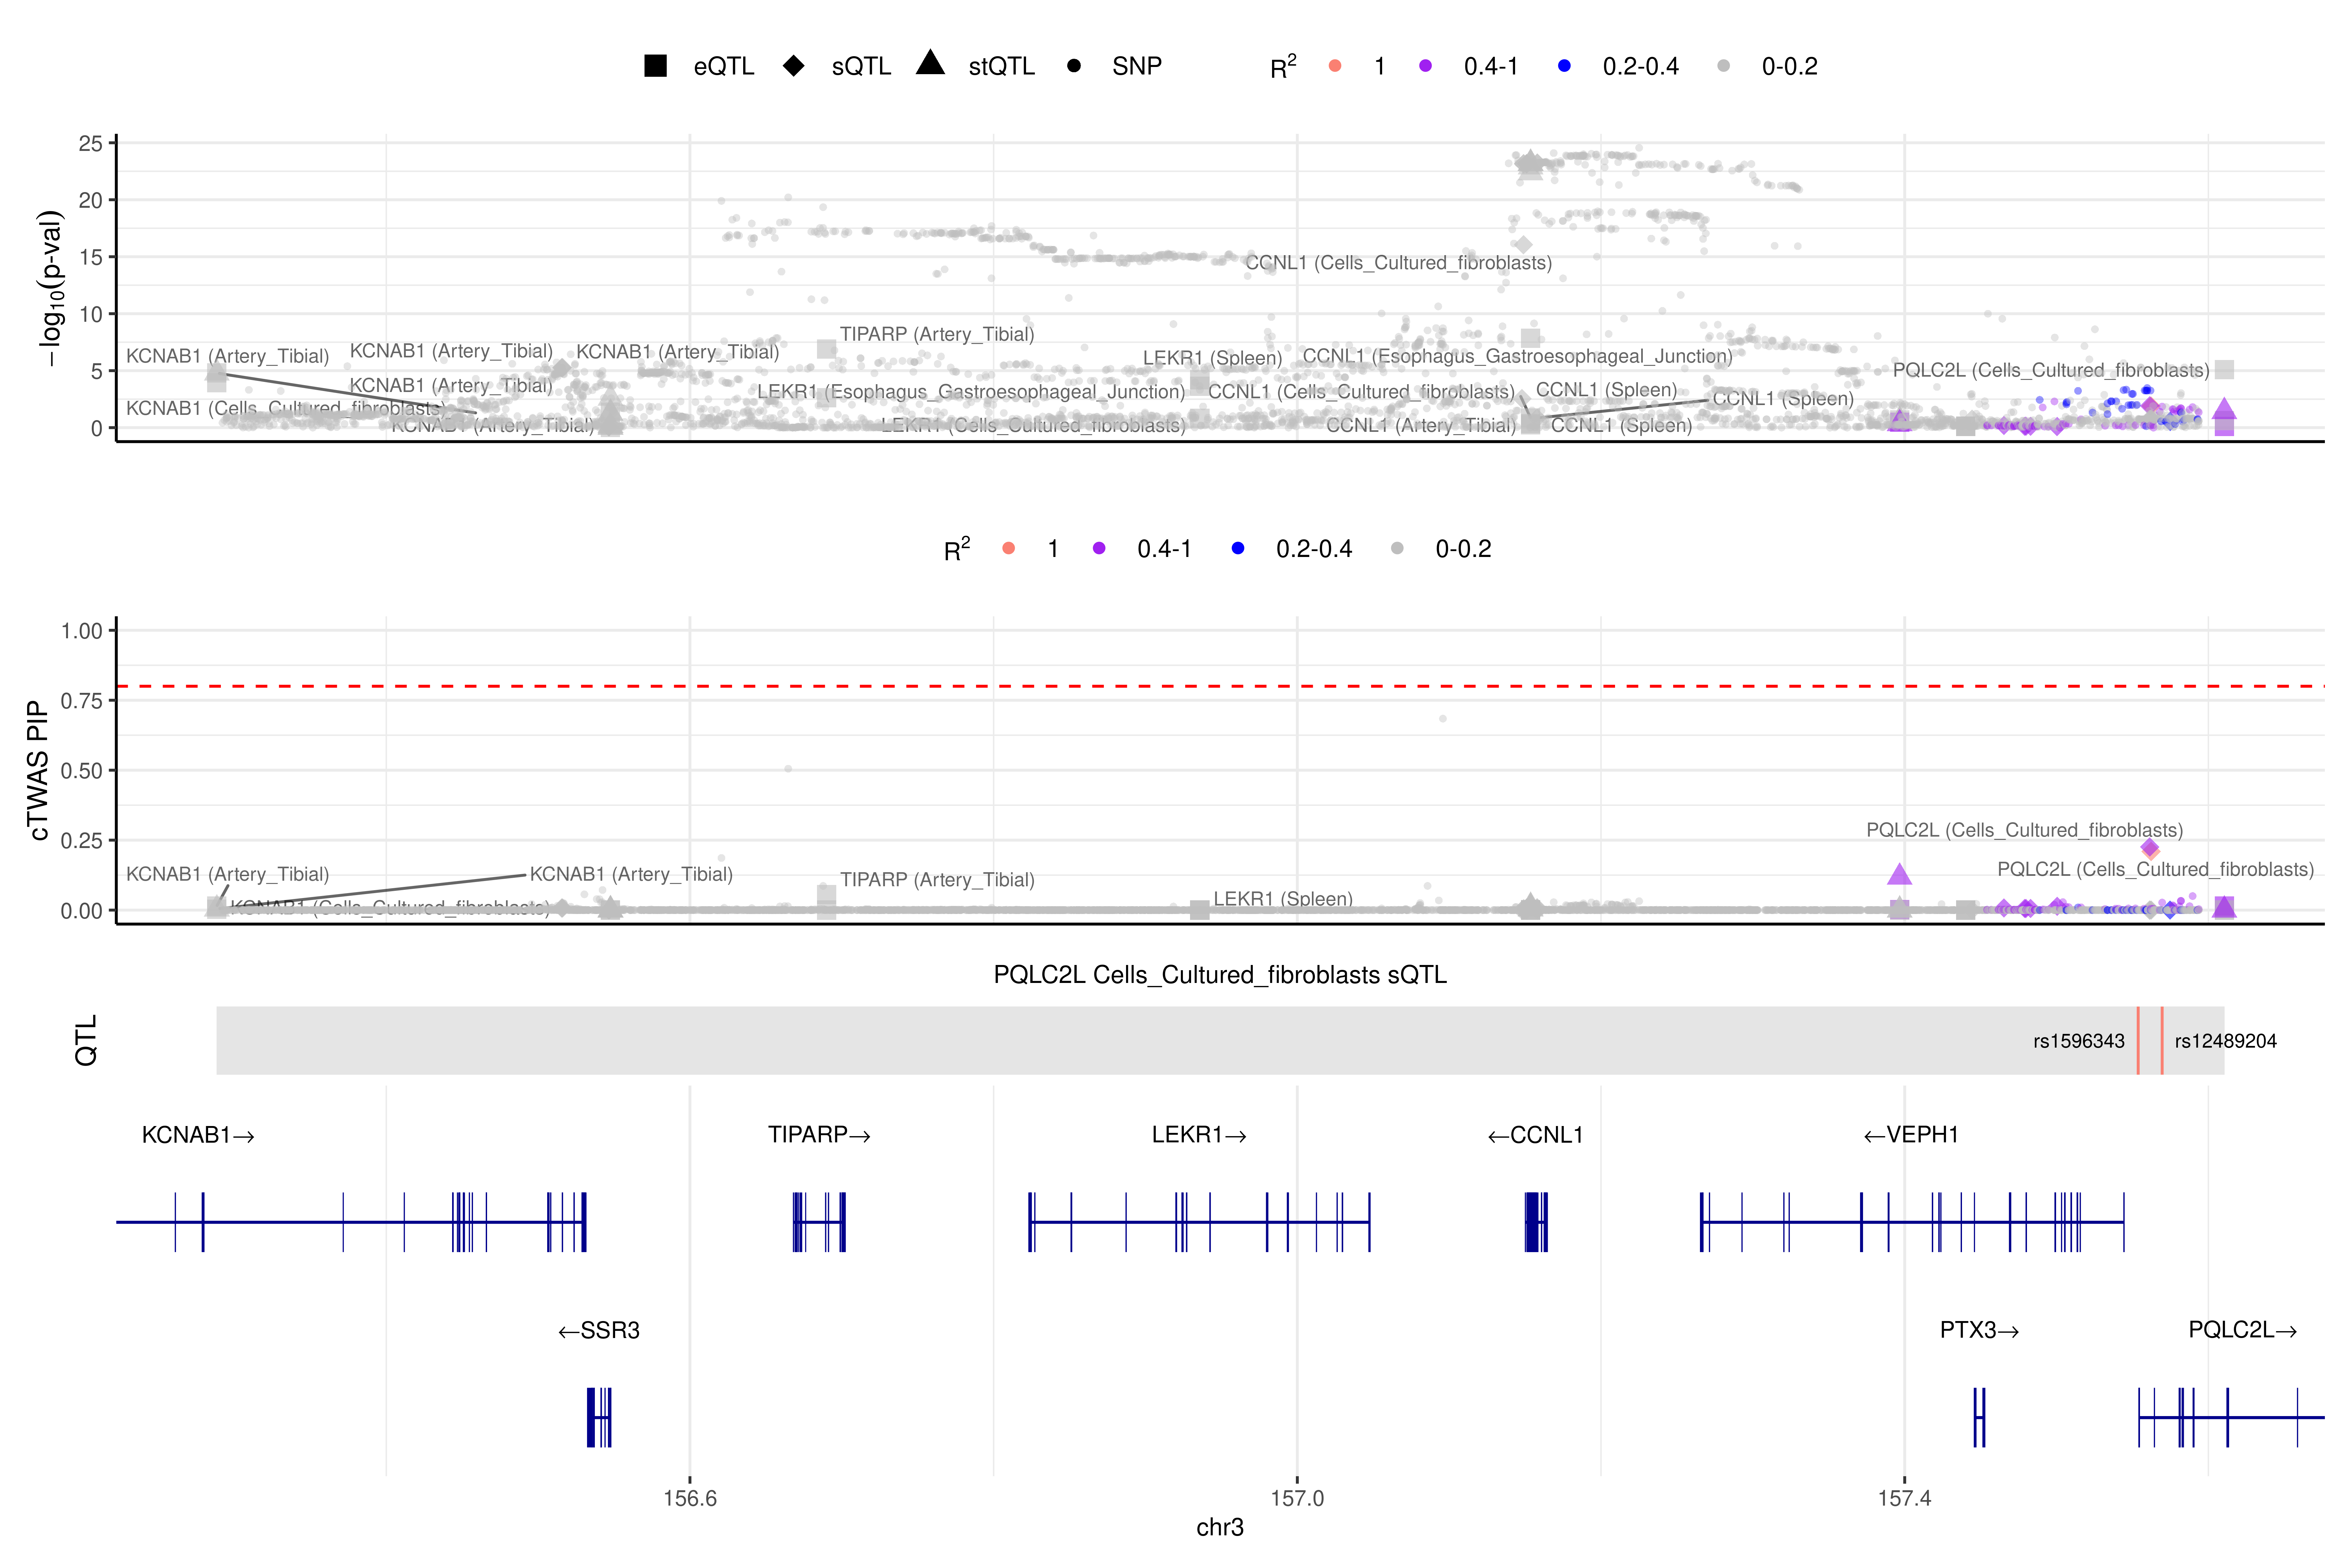 eQTL sQTL stQTL SNP R2 1 0.4-1 0.2-0.4 0-0.2
−log10(p-val)
25
20
15
10
5
0
CCNL1 (Cells_Cultured_fibroblasts)
TIPARP (Artery_Tibial)
KCNAB1 (Artery_Tibial)
KCNAB1 (Artery_Tibial)
KCNAB1 (Artery_Tibial)
LEKR1 (Spleen)
CCNL1 (Esophagus_Gastroesophageal_Junction)
PQLC2L (Cells_Cultured_fibroblasts)
KCNAB1 (Artery_Tibial)
LEKR1 (Esophagus_Gastroesophageal_Junction)
CCNL1 (Cells_Cultured_fibroblasts)
CCNL1 (Spleen)
CCNL1 (Spleen)
KCNAB1 (Cells_Cultured_fibroblasts)
KCNAB1 (Artery_Tibial)
LEKR1 (Cells_Cultured_fibroblasts)
CCNL1 (Artery_Tibial)
CCNL1 (Spleen)
R2 1 0.4-1 0.2-0.4 0-0.2
cTWAS PIP
1.00
0.75
0.50
0.25
0.00
PQLC2L (Cells_Cultured_fibroblasts)
PQLC2L (Cells_Cultured_fibroblasts)
KCNAB1 (Artery_Tibial)
KCNAB1 (Artery_Tibial)
TIPARP (Artery_Tibial)
LEKR1 (Spleen)
KCNAB1 (Cells_Cultured_fibroblasts)
PQLC2L Cells_Cultured_fibroblasts sQTL
QTL
rs1596343 rs12489204
KCNAB1→ TIPARP→ LEKR1→ ←CCNL1 ←VEPH1
←SSR3 PTX3→ PQLC2L→
156.6 157.0 157.4
chr3